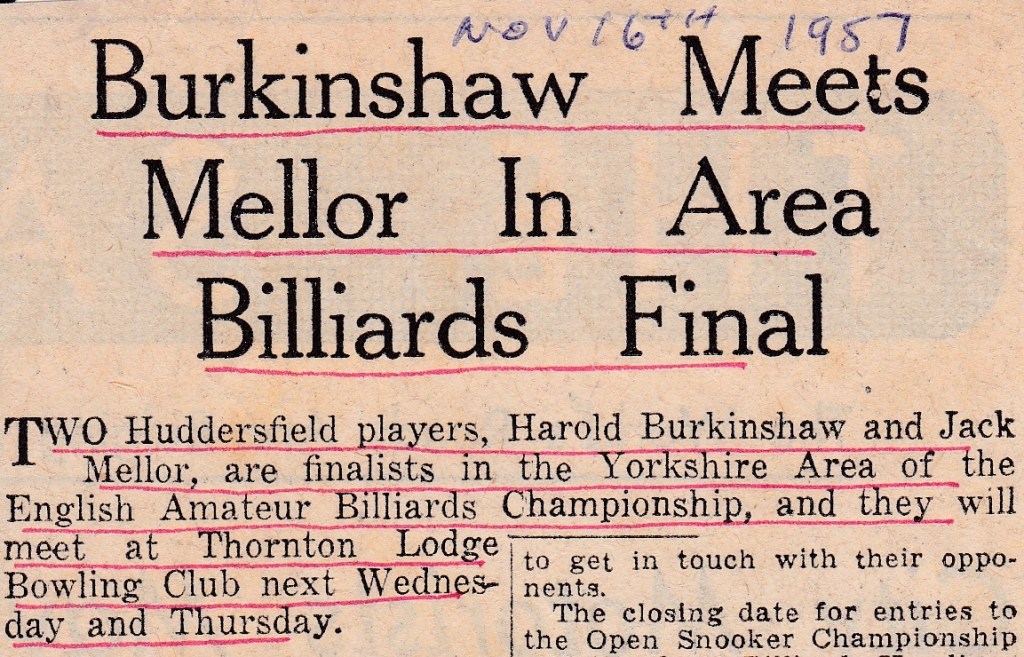 NOV 16TH 1957
Burkinshaw Meets
Mellor In Area
Billiards Final
TWO Huddersfield players, Harold Burkinshaw and Jack
Mellor, are finalists in the Yorkshire Area of the
English Amateur Billiards Championship, and they will
meet at Thornton Lodge
Bowling Club next Wednes-
day and Thursday.
to get in touch with their oppo-
nents.
The closing date for entries to
the Open Snooker Championship